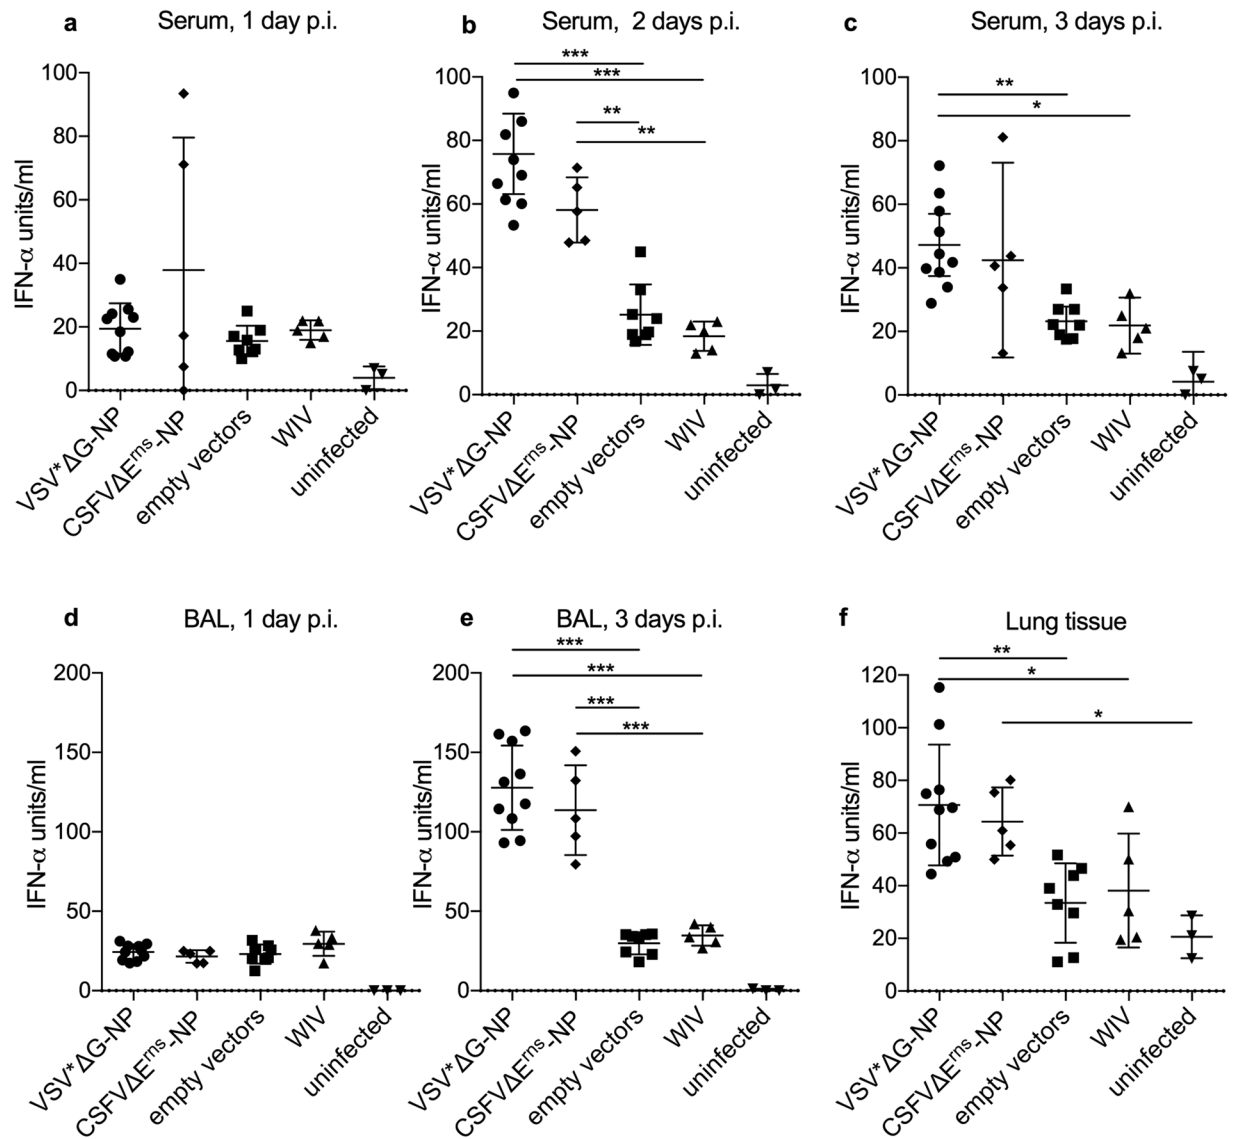 a Serum, 1 day p.i.
IFN-α units/ml
100
80
60
40
20
0
VSV*ΔG-NP
CSFVΔErns-NP
empty vectors
WIV
uninfected
b Serum, 2 days p.i.
***
***
**
**
IFN-α units/ml
100
80
60
40
20
0
VSV*ΔG-NP
CSFVΔErns-NP
empty vectors
WIV
uninfected
c Serum, 3 days p.i.
**
*
IFN-α units/ml
100
80
60
40
20
0
VSV*ΔG-NP
CSFVΔErns-NP
empty vectors
WIV
uninfected
d BAL, 1 day p.i.
IFN-α units/ml
200
150
100
50
0
VSV*ΔG-NP
CSFVΔErns-NP
empty vectors
WIV
uninfected
e BAL, 3 days p.i.
***
***
***
***
IFN-α units/ml
200
150
100
50
0
VSV*ΔG-NP
CSFVΔErns-NP
empty vectors
WIV
uninfected
f Lung tissue
**
*
*
IFN-α units/ml
120
100
80
60
40
20
0
VSV*ΔG-NP
CSFVΔErns-NP
empty vectors
WIV
uninfected